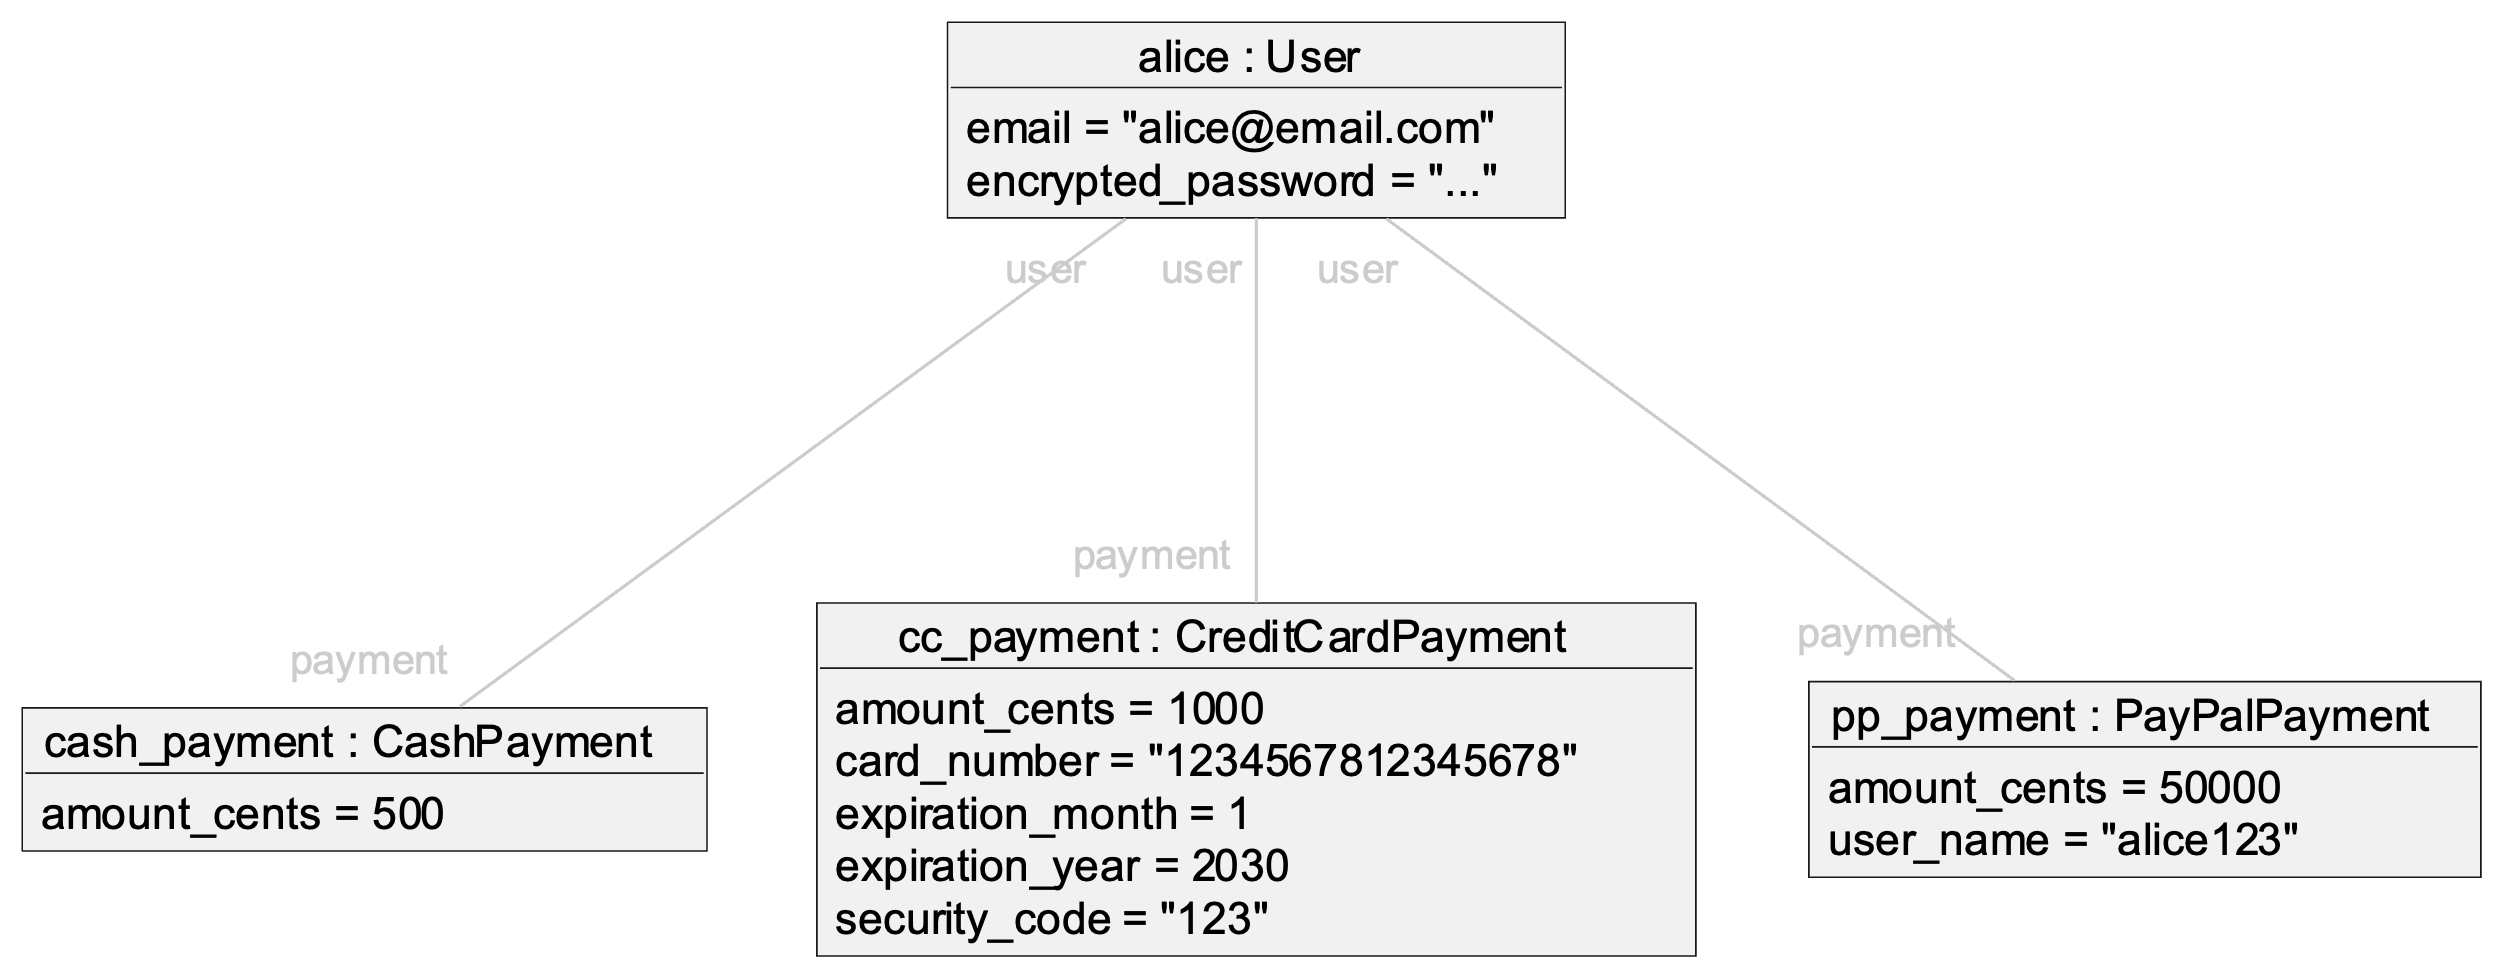 alice : User
email = "alice@email.com"
encrypted_password = "..."
user
user
user
payment
payment
payment
cash_payment : CashPayment
amount_cents = 500
cc_payment : CreditCardPayment
amount_cents = 1000
card_number = "1234567812345678"
expiration_month = 1
expiration_year = 2030
security_code = "123"
pp_payment : PayPalPayment
amount_cents = 50000
user_name = "alice123"